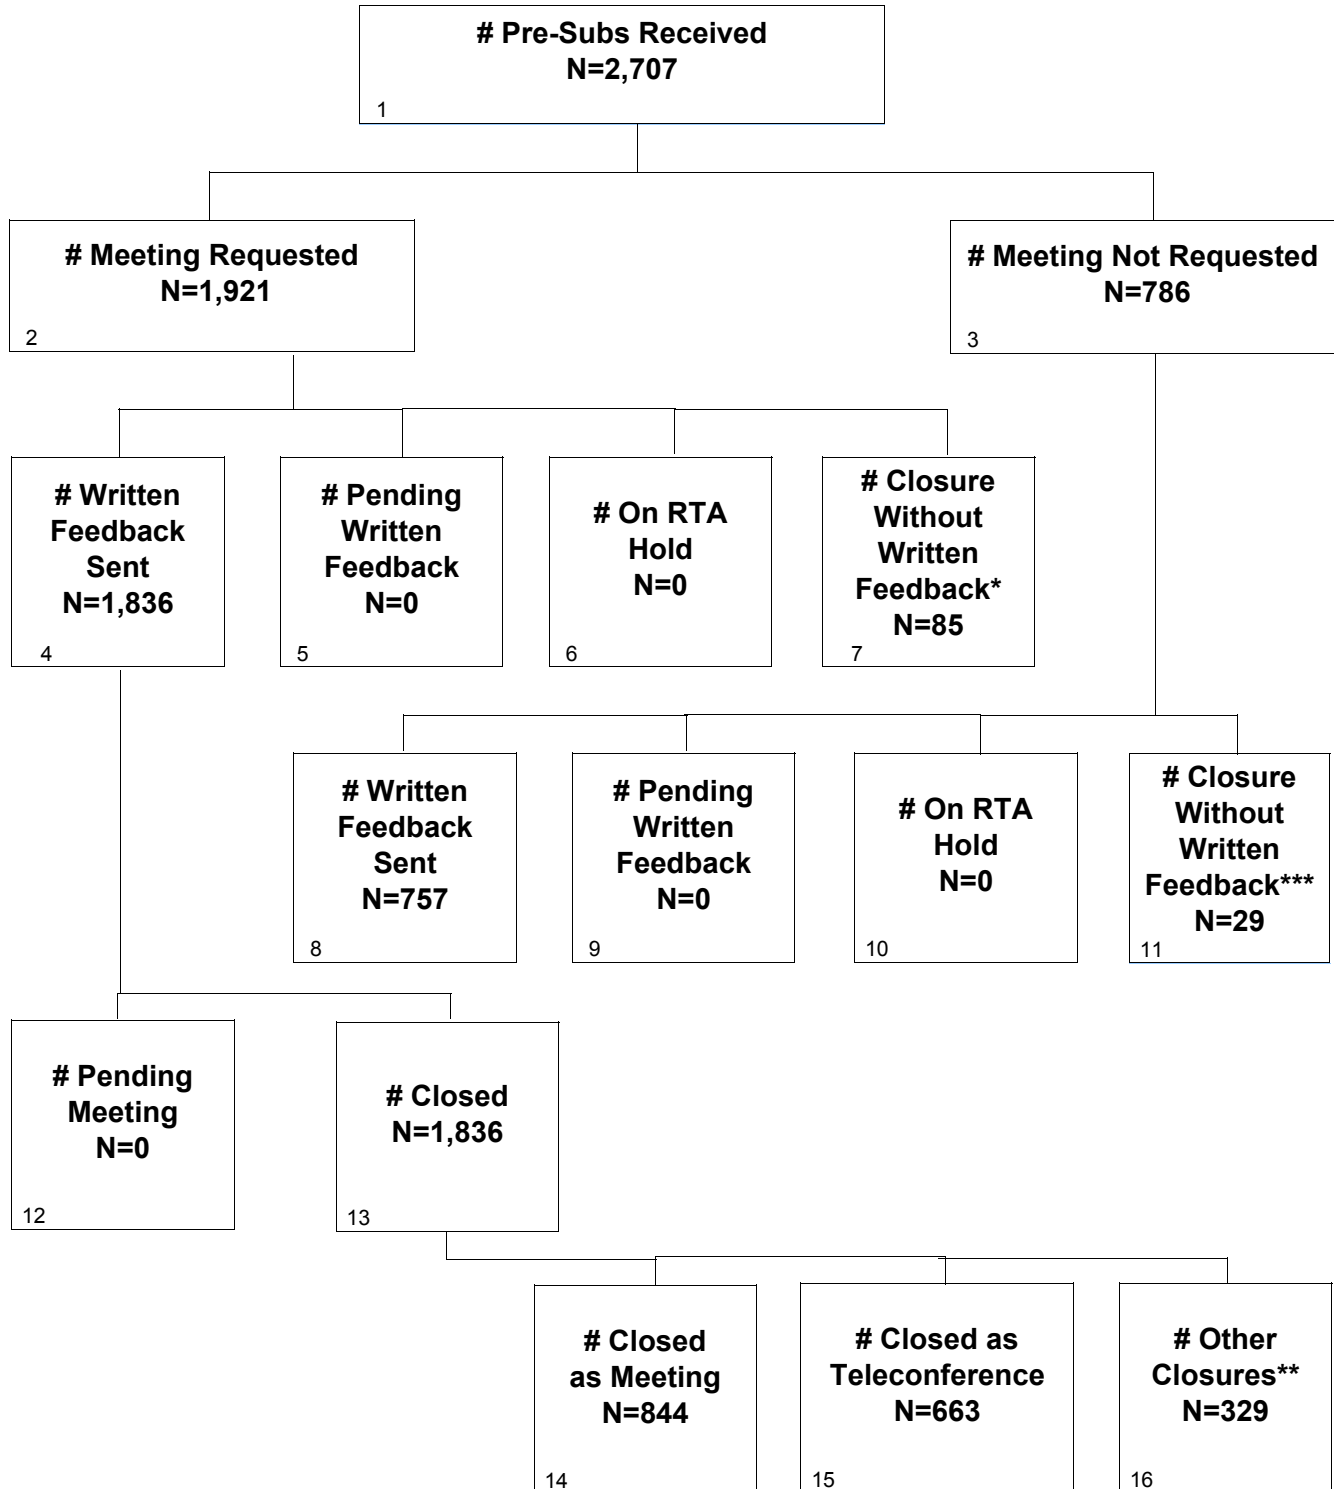 # Pre-Subs Received
N=2,707
1
# Meeting Requested
N=1,921
2
# Meeting Not Requested
N=786
3
# Written
Feedback
Sent
N=1,836
4
# Pending
Written
Feedback
N=0
5
# On RTA
Hold
N=0
6
# Closure
Without
Written
Feedback*
N=85
7
# Written
Feedback
Sent
N=757
8
# Pending
Written
Feedback
N=0
9
# On RTA
Hold
N=0
10
# Closure
Without
Written
Feedback***
N=29
11
# Pending
Meeting
N=0
12
# Closed
N=1,836
13
# Closed
as Meeting
N=844
14
# Closed as
Teleconference
N=663
15
# Other
Closures**
N=329
16